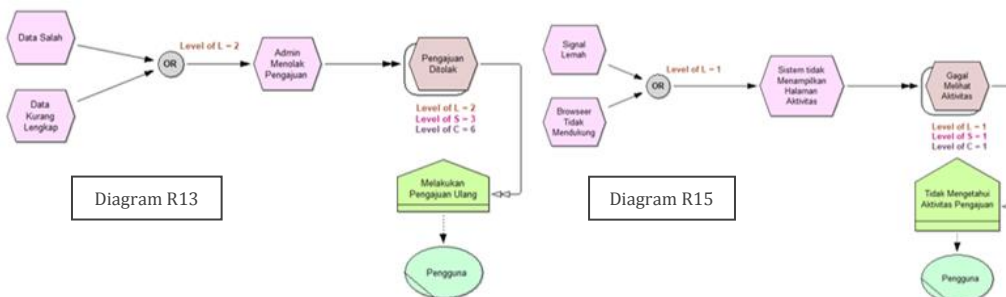 Data Salah
OR
Level of L = 2
Admin
Menolak
Pengajuan
Pengajuan
Ditolak
Data
Kurang
Lengkap
Level of L = 2
Level of S = 3
Level of C = 6
Melakukan
Pengajuan Ulang
Pengguna
Diagram R13
Signal
Lemah
OR
Level of L = 1
Sistem tidak
Menampilkan
Halaman
Aktivitas
Gagal
Melihat
Aktivitas
Browseer
Tidak
Mendukung
Level of L = 1
Level of S = 1
Level of C = 1
Tidak Mengetahui
Aktivitas Pengajuan
Pengguna
Diagram R15